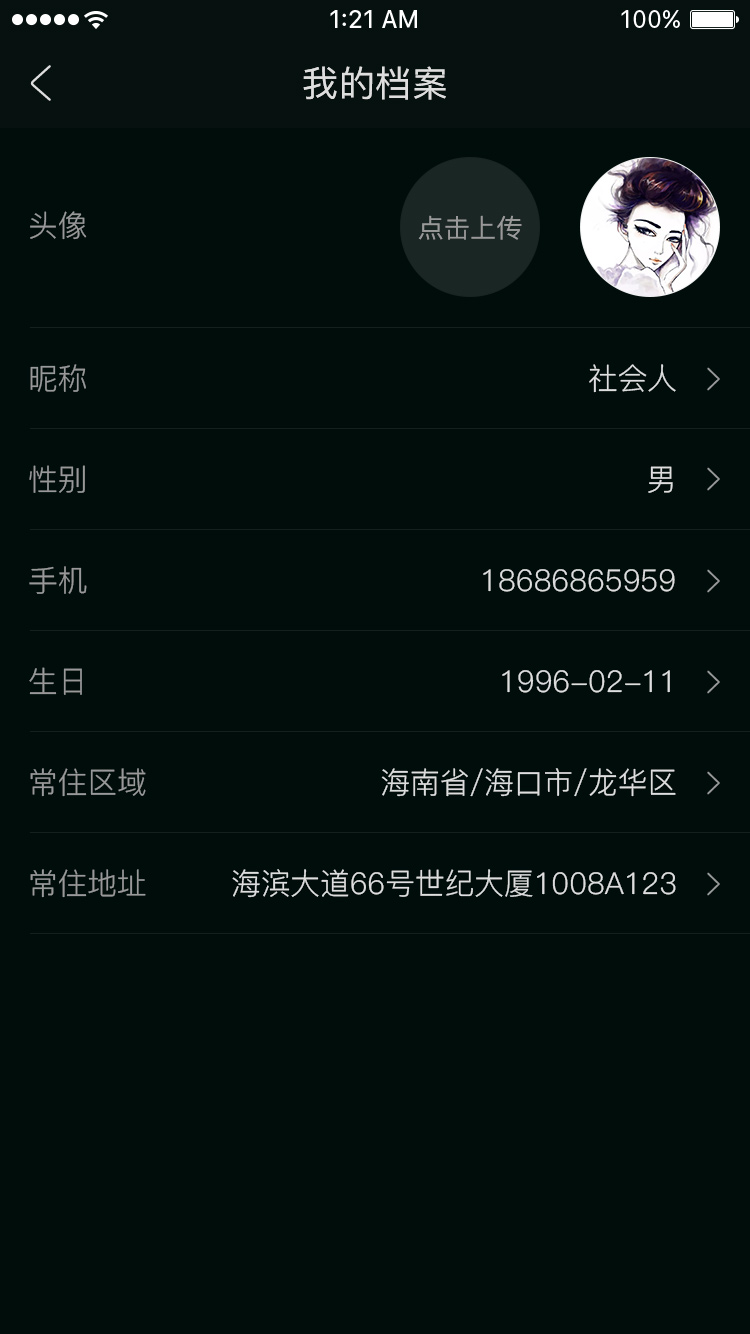 1:21 AM 100%
我的档案
头像 点击上传
昵称 社会人
性别 男
手机 18686865959
生日 1996-02-11
常住区域 海南省/海口市/龙华区
常住地址 海滨大道66号世纪大厦1008A123